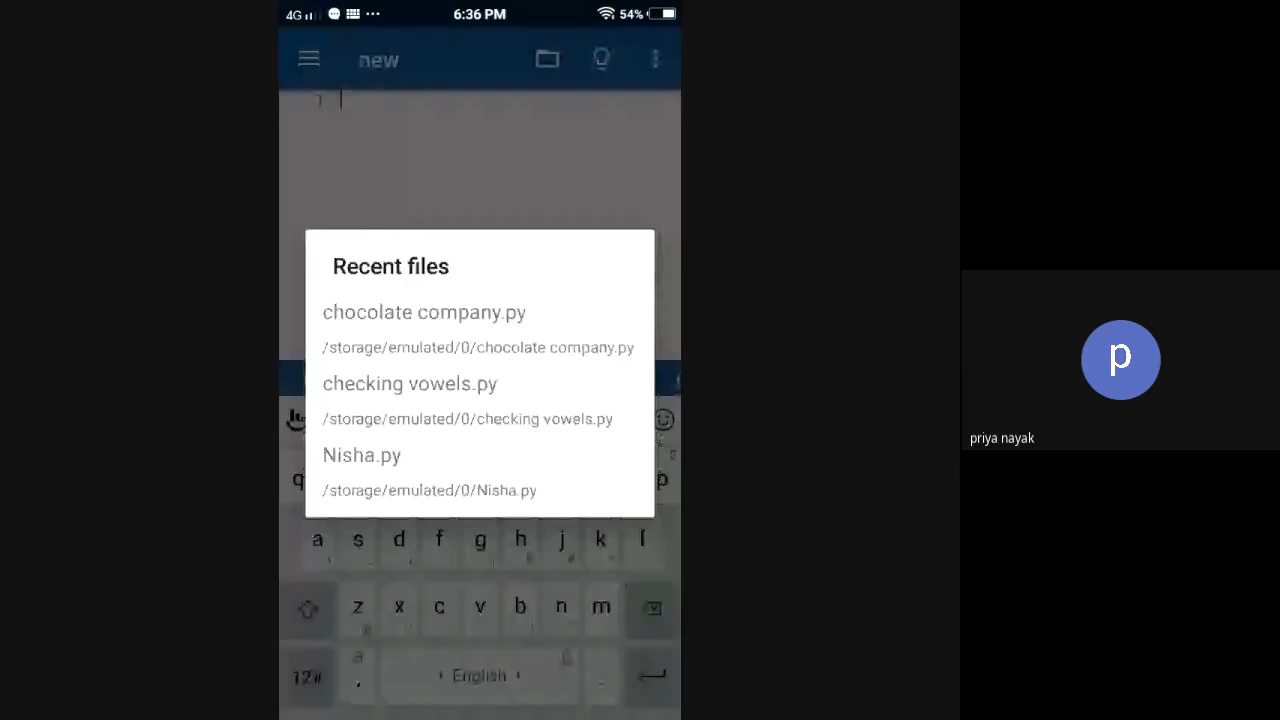 4G 6:36 PM 54%
new
1
Recent files
chocolate company.py
/storage/emulated/0/chocolate company.py
checking vowels.py
/storage/emulated/0/checking vowels.py
Nisha.py
/storage/emulated/0/Nisha.py
q p
a s d f g h j k l
z x c v b n m
12# , English .
p
priya nayak